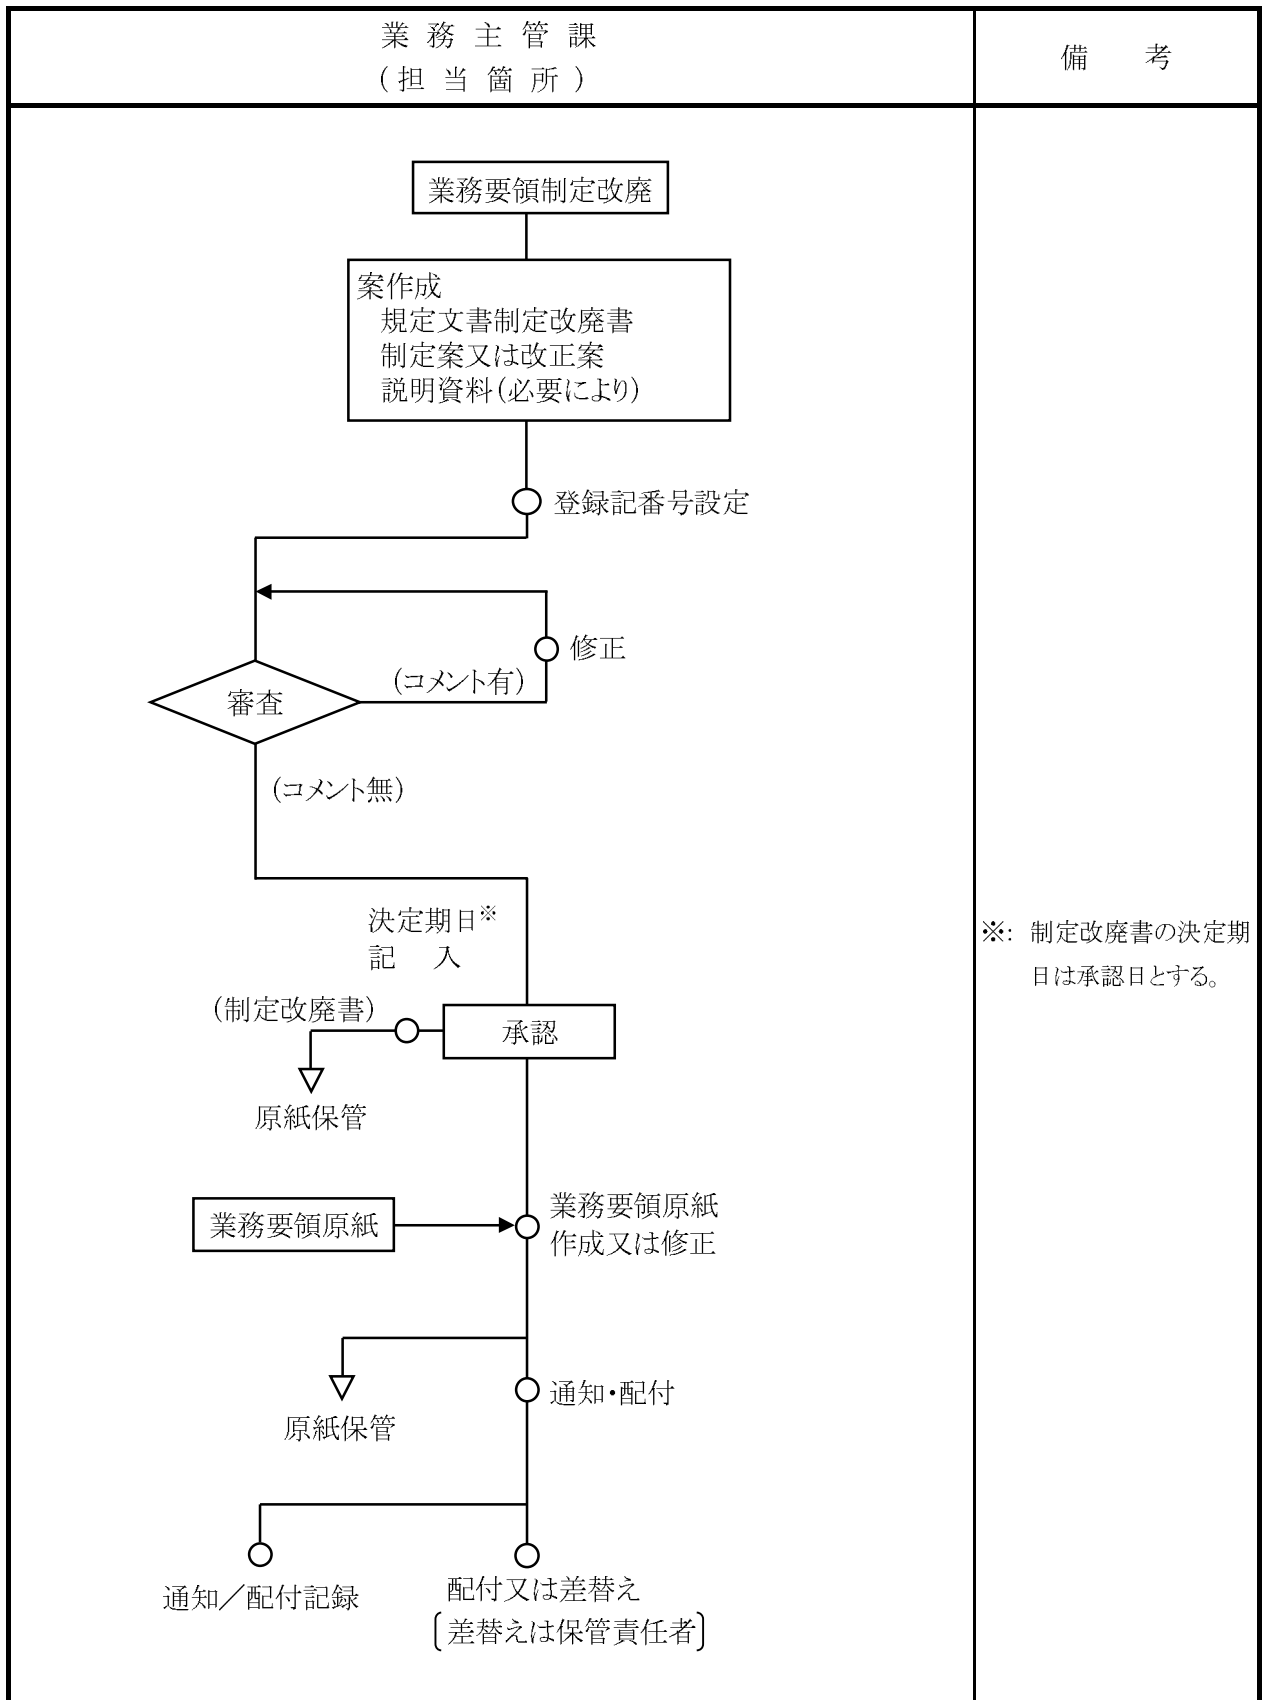 業務主管課
(担当箇所)
備考
業務要領制定改廃
案作成
規定文書制定改廃書
制定案又は改正案
説明資料(必要により)
登録記番号設定
修正
(コメント有)
審査
(コメント無)
決定期日※
記入
※: 制定改廃書の決定期
日は承認日とする。
(制定改廃書)
承認
原紙保管
業務要領原紙
業務要領原紙
作成又は修正
通知・配付
原紙保管
通知／配付記録
配付又は差替え
〔差替えは保管責任者〕